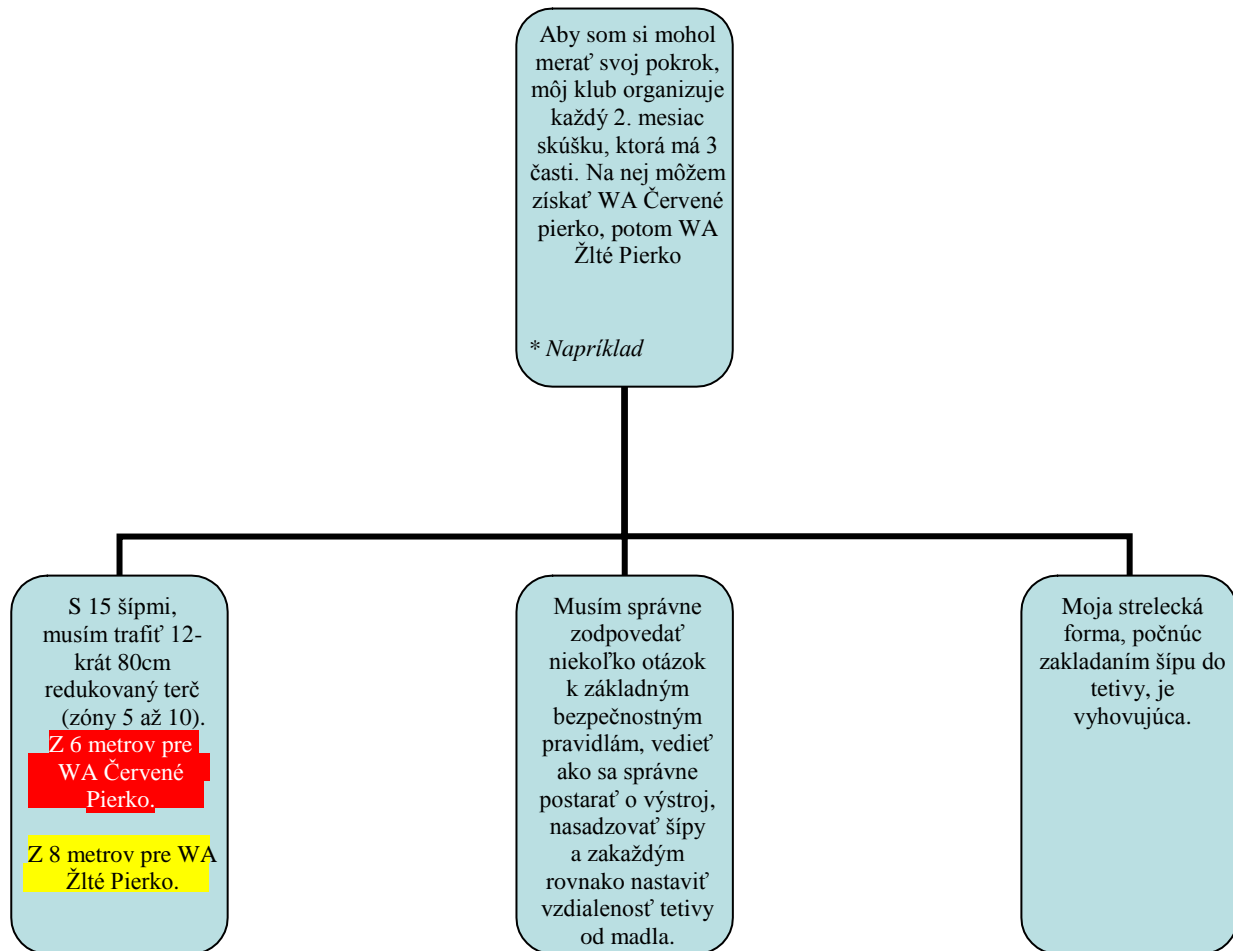 Aby som si mohol
merať svoj pokrok,
môj klub organizuje
každý 2. mesiac
skúšku, ktorá má 3
časti. Na nej môžem
získať WA Červené
pierko, potom WA
Žlté Pierko
* Napríklad
S 15 šípmi,
musím trafiť 12-
krát 80cm
redukovaný terč
(zóny 5 až 10).
Z 6 metrov pre
WA Červené
Pierko.
Z 8 metrov pre WA
Žlté Pierko.
Musím správne
zodpovedať
niekoľko otázok
k základným
bezpečnostným
pravidlám, vedieť
ako sa správne
postarať o výstroj,
nasadzovať šípy
a zakaždým
rovnako nastaviť
vzdialenosť tetivy
od madla.
Moja strelecká
forma, počnúc
zakladaním šípu do
tetivy, je
vyhovujúca.